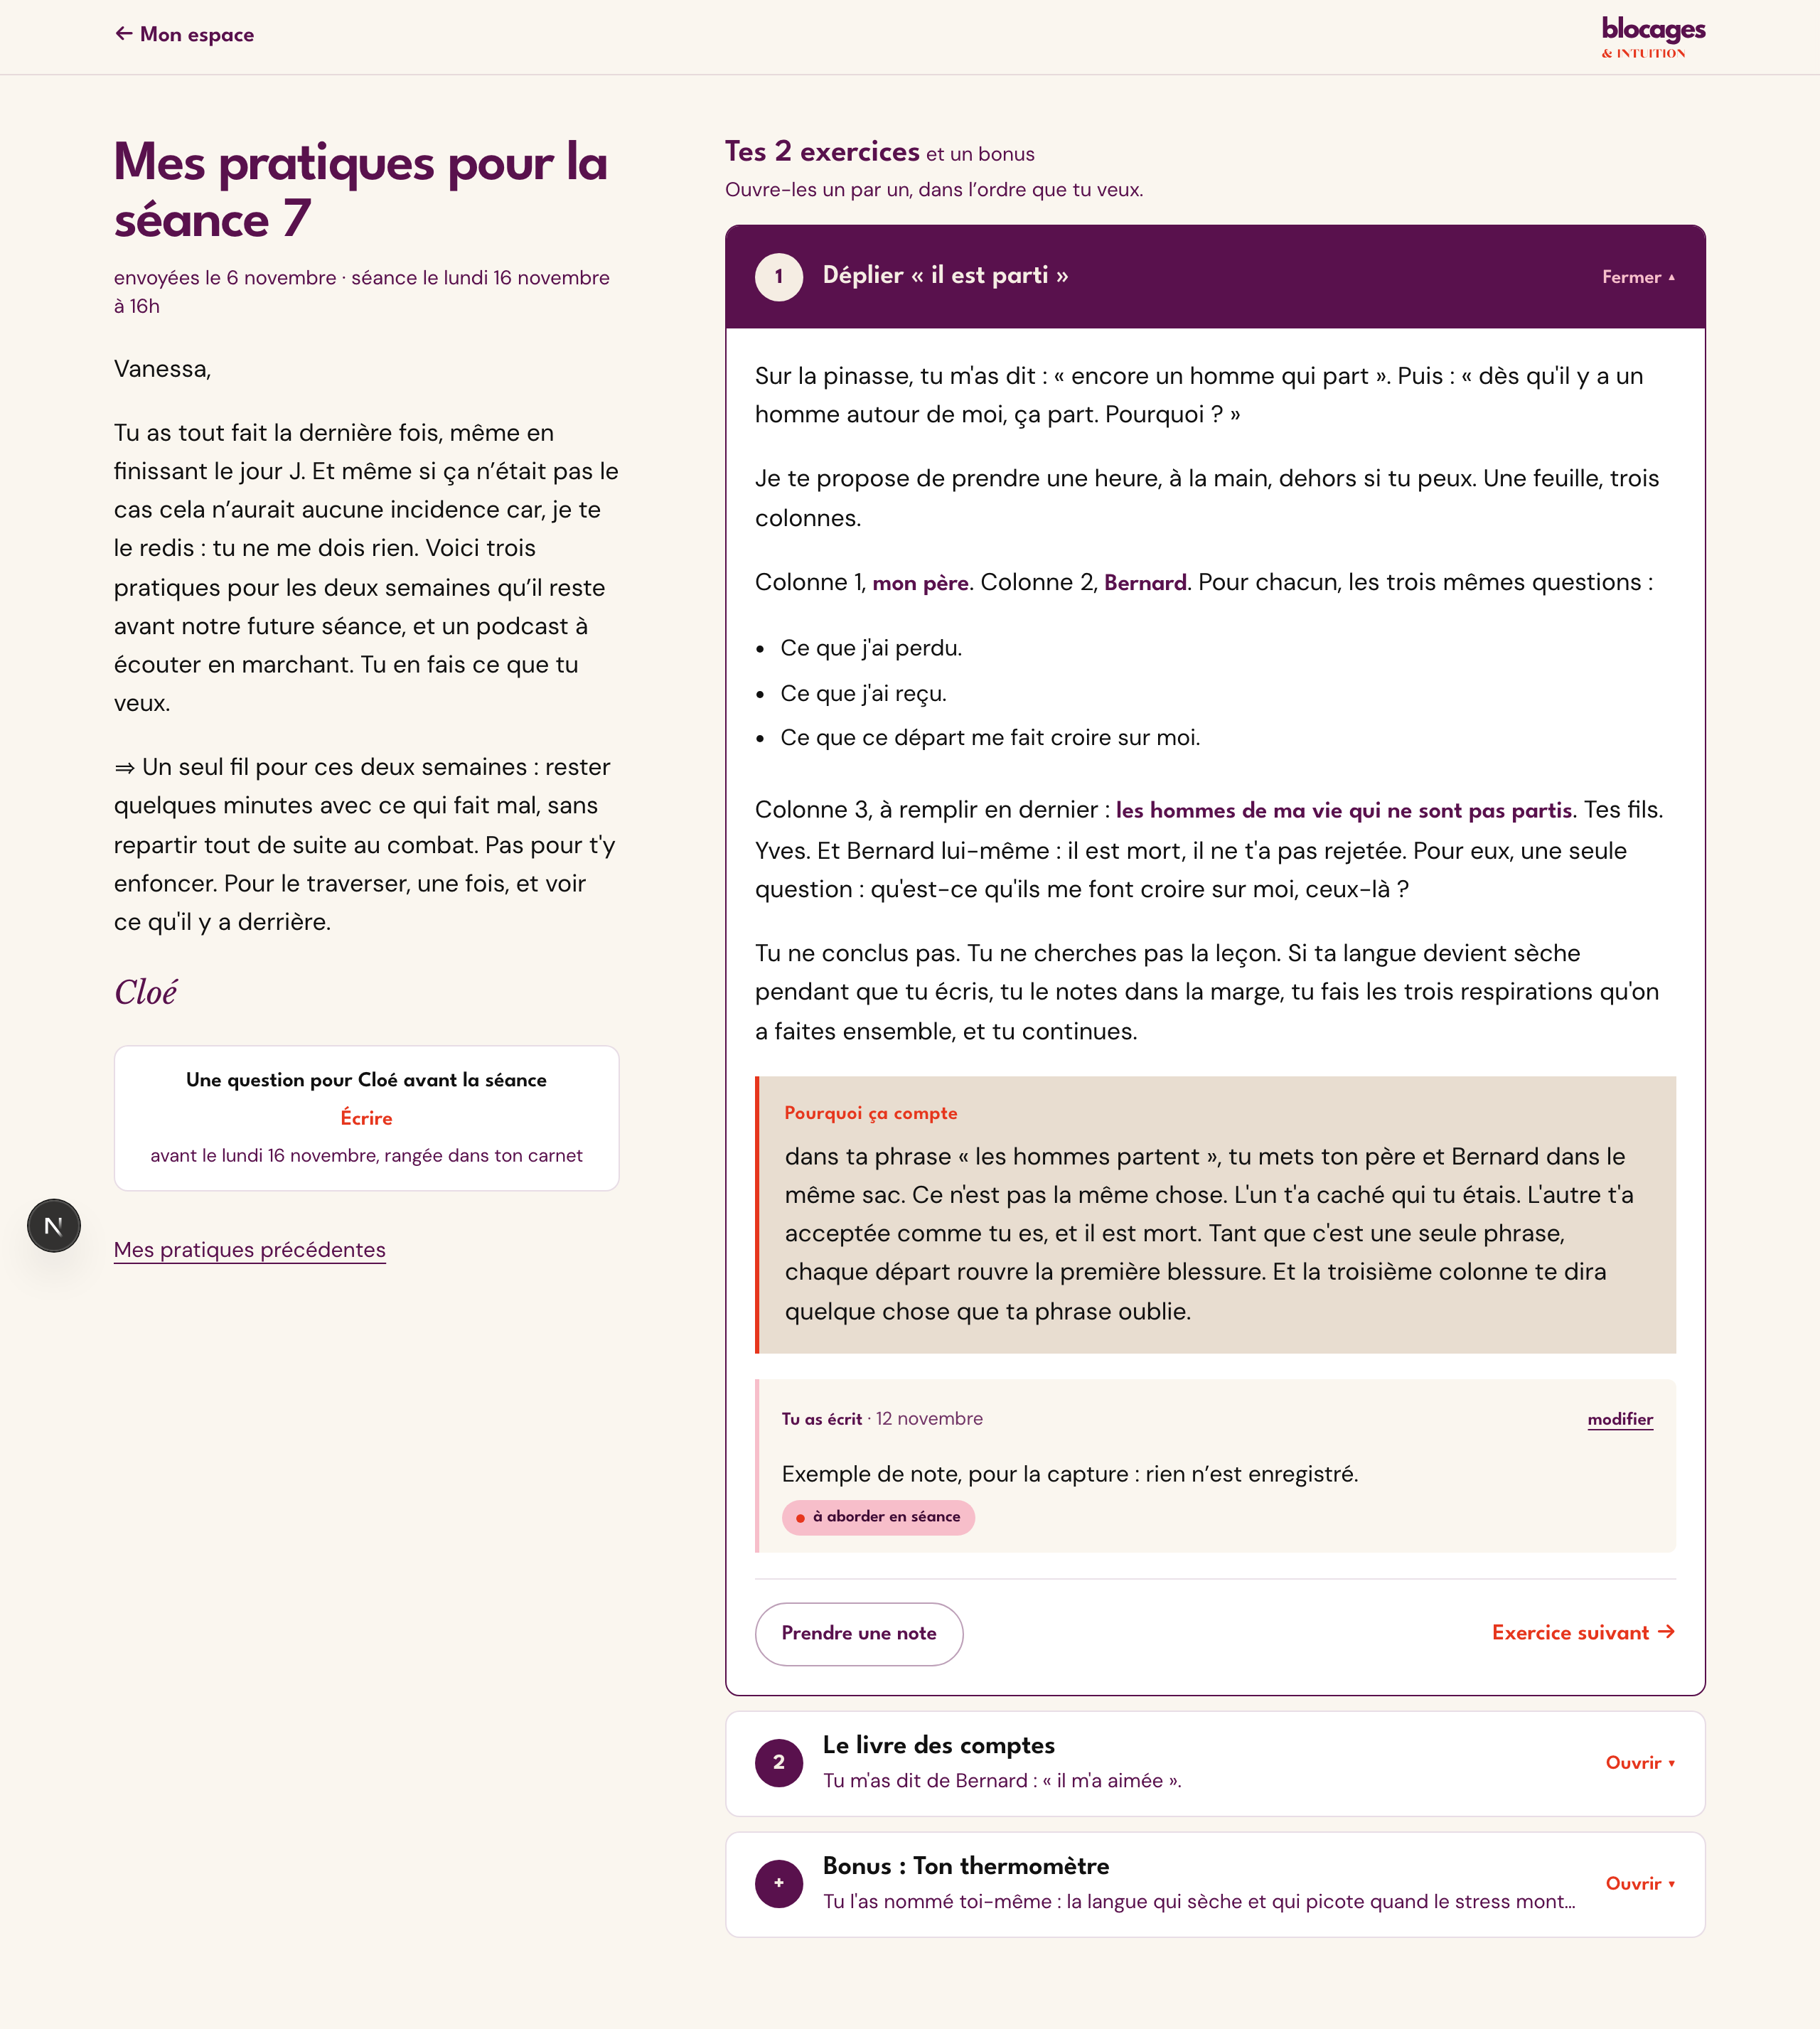 ← Mon espace
blocages
& INTUITION
Mes pratiques pour la
séance 7
envoyées le 6 novembre · séance le lundi 16 novembre
à 16h
Vanessa,
Tu as tout fait la dernière fois, même en
finissant le jour J. Et même si ça n’était pas le
cas cela n’aurait aucune incidence car, je te
le redis : tu ne me dois rien. Voici trois
pratiques pour les deux semaines qu’il reste
avant notre future séance, et un podcast à
écouter en marchant. Tu en fais ce que tu
veux.
⇒ Un seul fil pour ces deux semaines : rester
quelques minutes avec ce qui fait mal, sans
repartir tout de suite au combat. Pas pour t'y
enfoncer. Pour le traverser, une fois, et voir
ce qu'il y a derrière.
Cloé
Une question pour Cloé avant la séance
Écrire
avant le lundi 16 novembre, rangée dans ton carnet
N
Mes pratiques précédentes
Tes 2 exercices et un bonus
Ouvre-les un par un, dans l’ordre que tu veux.
1 Déplier « il est parti » Fermer ▴
Sur la pinasse, tu m'as dit : « encore un homme qui part ». Puis : « dès qu'il y a un
homme autour de moi, ça part. Pourquoi ? »
Je te propose de prendre une heure, à la main, dehors si tu peux. Une feuille, trois
colonnes.
Colonne 1, mon père. Colonne 2, Bernard. Pour chacun, les trois mêmes questions :
• Ce que j'ai perdu.
• Ce que j'ai reçu.
• Ce que ce départ me fait croire sur moi.
Colonne 3, à remplir en dernier : les hommes de ma vie qui ne sont pas partis. Tes fils.
Yves. Et Bernard lui-même : il est mort, il ne t'a pas rejetée. Pour eux, une seule
question : qu'est-ce qu'ils me font croire sur moi, ceux-là ?
Tu ne conclus pas. Tu ne cherches pas la leçon. Si ta langue devient sèche
pendant que tu écris, tu le notes dans la marge, tu fais les trois respirations qu'on
a faites ensemble, et tu continues.
Pourquoi ça compte
dans ta phrase « les hommes partent », tu mets ton père et Bernard dans le
même sac. Ce n'est pas la même chose. L'un t'a caché qui tu étais. L'autre t'a
acceptée comme tu es, et il est mort. Tant que c'est une seule phrase,
chaque départ rouvre la première blessure. Et la troisième colonne te dira
quelque chose que ta phrase oublie.
Tu as écrit · 12 novembre modifier
Exemple de note, pour la capture : rien n’est enregistré.
à aborder en séance
Prendre une note Exercice suivant →
2 Le livre des comptes
Tu m'as dit de Bernard : « il m'a aimée ». Ouvrir ▾
+ Bonus : Ton thermomètre
Tu l'as nommé toi-même : la langue qui sèche et qui picote quand le stress mont… Ouvrir ▾